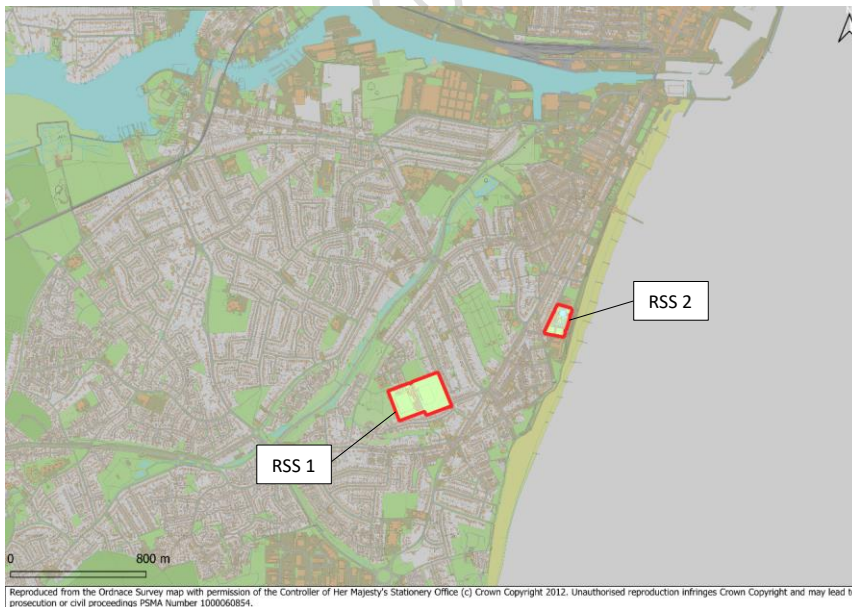 RSS 2
RSS 1
0 800 m
Reproduced from the Ordnace Survey map with permission of the Controller of Her Majesty's Stationery Office (c) Crown Copyright 2012. Unauthorised reproduction infringes Crown Copyright and may lead to
prosecution or civil proceedings PSMA Number 1000060854.